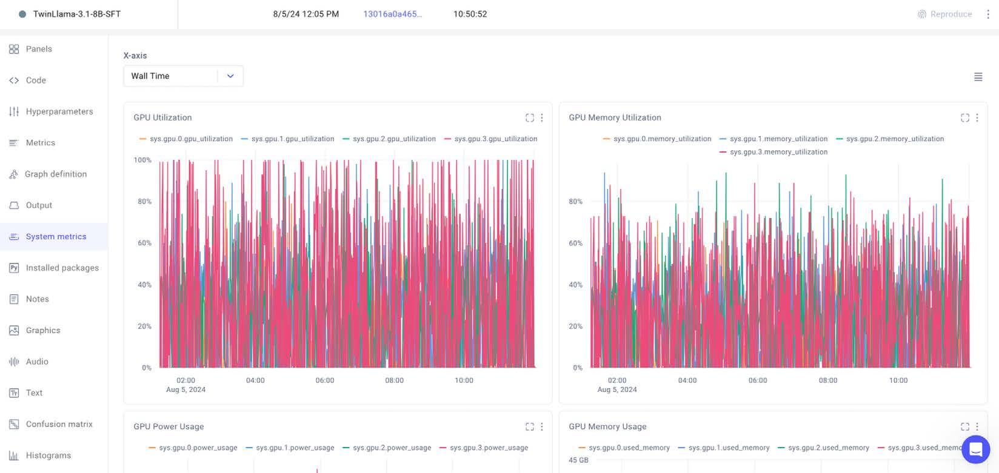 TwinLlama-3.1-8B-SFT 8/5/24 12:05 PM 13016a0a465... 10:50:52 Reproduce
Panels
Code
Hyperparameters
Metrics
Graph definition
Output
System metrics
Installed packages
Notes
Graphics
Audio
Text
Confusion matrix
Histograms
X-axis
Wall Time
GPU Utilization
sys.gpu.0.gpu_utilization sys.gpu.1.gpu_utilization sys.gpu.2.gpu_utilization sys.gpu.3.gpu_utilization
100%
80%
60%
40%
20%
0%
02:00 04:00 06:00 08:00 10:00
Aug 5, 2024
GPU Memory Utilization
sys.gpu.0.memory_utilization sys.gpu.1.memory_utilization sys.gpu.2.memory_utilization
sys.gpu.3.memory_utilization
80%
60%
40%
20%
0%
02:00 04:00 06:00 08:00 10:00
Aug 5, 2024
GPU Power Usage
sys.gpu.0.power_usage sys.gpu.1.power_usage sys.gpu.2.power_usage sys.gpu.3.power_usage
GPU Memory Usage
sys.gpu.0.used_memory sys.gpu.1.used_memory sys.gpu.2.used_memory sys.gpu.3.used_memo
45 GB